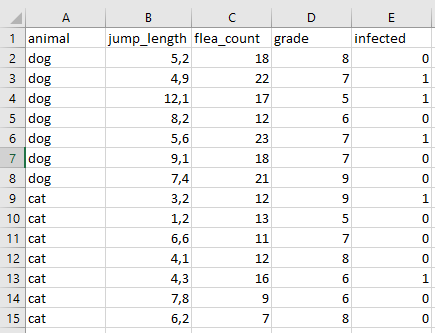 A B C D E
1 animal jump_length flea_count grade infected
2 dog 5,2 18 8 0
3 dog 4,9 22 7 1
4 dog 12,1 17 5 1
5 dog 8,2 12 6 0
6 dog 5,6 23 7 1
7 dog 9,1 18 7 0
8 dog 7,4 21 9 0
9 cat 3,2 12 9 1
10 cat 1,2 13 5 0
11 cat 6,6 11 7 0
12 cat 4,1 12 8 0
13 cat 4,3 16 6 1
14 cat 7,8 9 6 0
15 cat 6,2 7 8 0